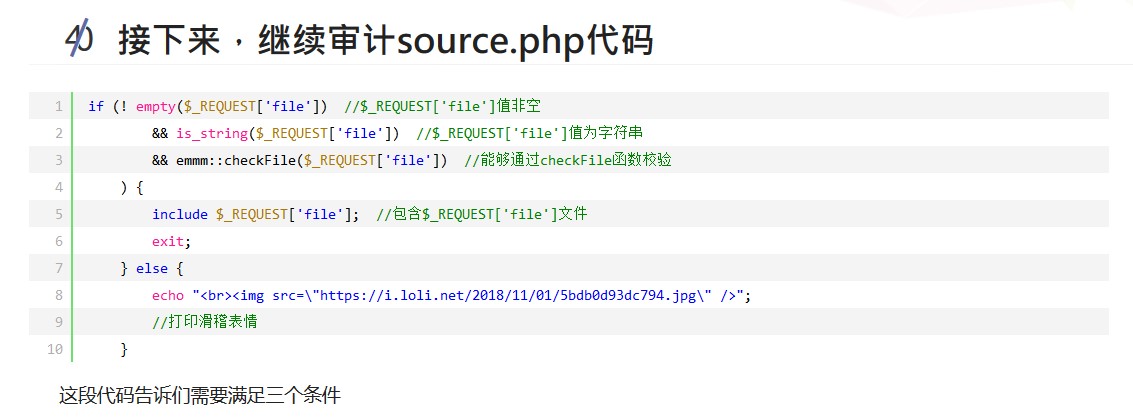 40 接下来，继续审计source.php代码
1 if (! empty($_REQUEST['file']) //$_REQUEST['file']值非空
2 && is_string($_REQUEST['file']) //$_REQUEST['file']值为字符串
3 && emmm::checkFile($_REQUEST['file']) //能够通过checkFile函数校验
4 ) {
5 include $_REQUEST['file']; //包含$_REQUEST['file']文件
6 exit;
7 } else {
8 echo "<br><img src=\"https://i.loli.net/2018/11/01/5bdb0d93dc794.jpg\" />";
9 //打印滑稽表情
10 }
这段代码告诉们需要满足三个条件